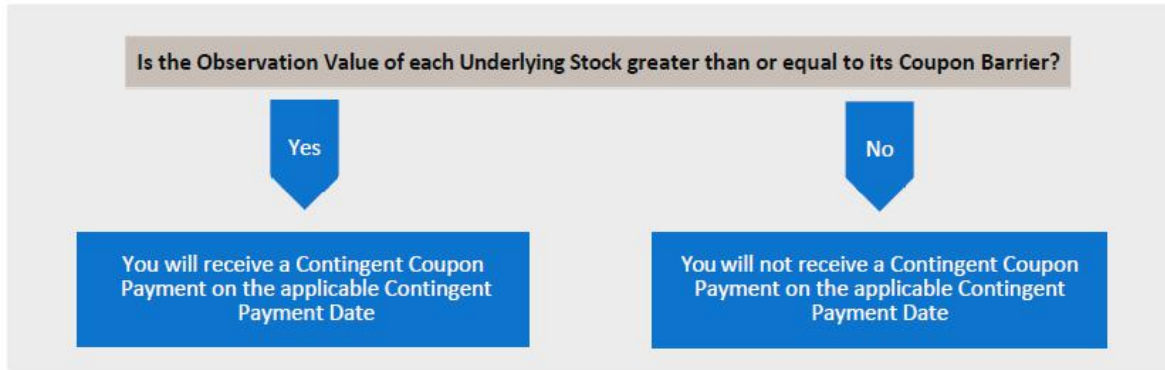 Is the Observation Value of each Underlying Stock greater than or equal to its Coupon Barrier?
Yes
No
You will receive a Contingent Coupon
Payment on the applicable Contingent
Payment Date
You will not receive a Contingent Coupon
Payment on the applicable Contingent
Payment Date